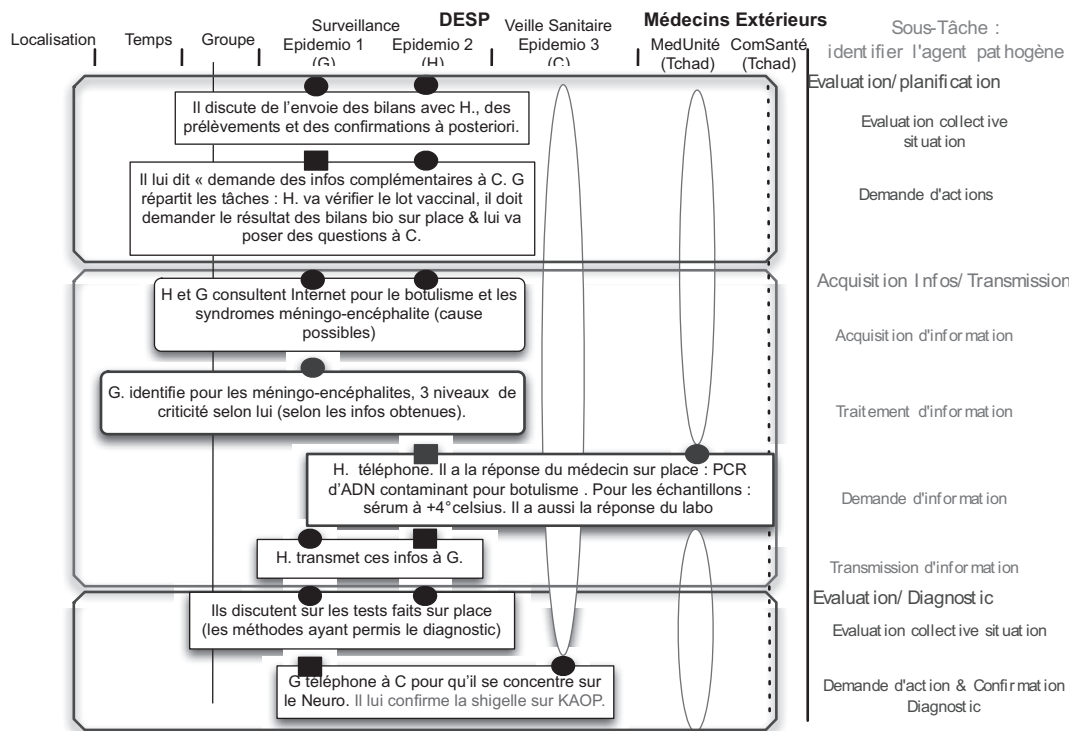 DESP
Médecins Extérieurs
Surveillance
Veille Sanitaire
Localisation
Temps
Groupe
Epidemio 1
(G)
Epidemio 2
(H)
Epidemio 3
(C)
MedUnité
(Tchad)
ComSanté
(Tchad)
Sous-Tâche :
identifier l'agent pathogène
Evaluation/ planification
Il discute de l'envoie des bilans avec H., des
prélèvements et des confirmations à posteriori.
Evaluation collective
situation
Il lui dit « demande des infos complémentaires à C. G
répartit les tâches : H. va vérifier le lot vaccinal, il doit
demander le résultat des bilans bio sur place & lui va
poser des questions à C.
Demande d'actions
Acquisition Infos/ Transmission
H et G consultent Internet pour le botulisme et les
syndromes méningo-encéphalite (cause
possibles)
Acquisition d'information
G. identifie pour les méningo-encéphalites, 3 niveaux de
criticité selon lui (selon les infos obtenues).
Traitement d'information
H. téléphone. Il a la réponse du médecin sur place : PCR
d'ADN contaminant pour botulisme . Pour les échantillons :
sérum à +4°celsius. Il a aussi la réponse du labo
Demande d'information
H. transmet ces infos à G.
Transmission d'information
Evaluation/ Diagnostic
Ils discutent sur les tests faits sur place
(les méthodes ayant permis le diagnostic)
Evaluation collective situation
G téléphone à C pour qu'il se concentre sur
le Neuro. Il lui confirme la shigelle sur KAOP.
Demande d'action & Confirmation
Diagnostic